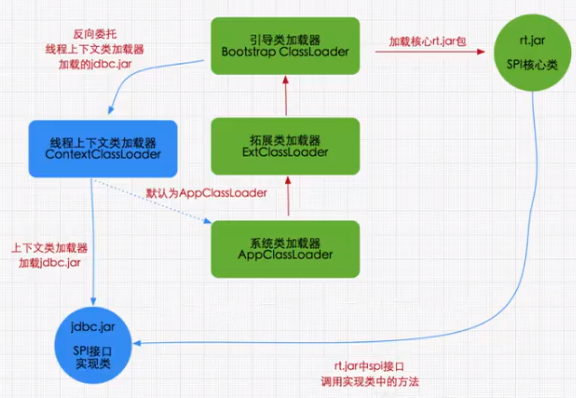 反向委托
线程上下文类加载器
加载的jdbc.jar
引导类加载器
Bootstrap ClassLoader
加载核心rt.jar包
rt.jar
SPI核心类
线程上下文类加载器
ContextClassLoader
拓展类加载器
ExtClassLoader
默认为AppClassLoader
系统类加载器
AppClassLoader
上下文类加载器
加载jdbc.jar
jdbc.jar
SPI接口
实现类
rt.jar中spi接口
调用实现类中的方法